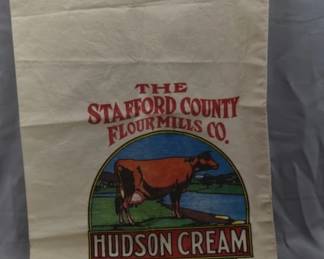 THE
STAFFORD COUNTY
FLOUR MILLS CO.
HUDSON CREAM